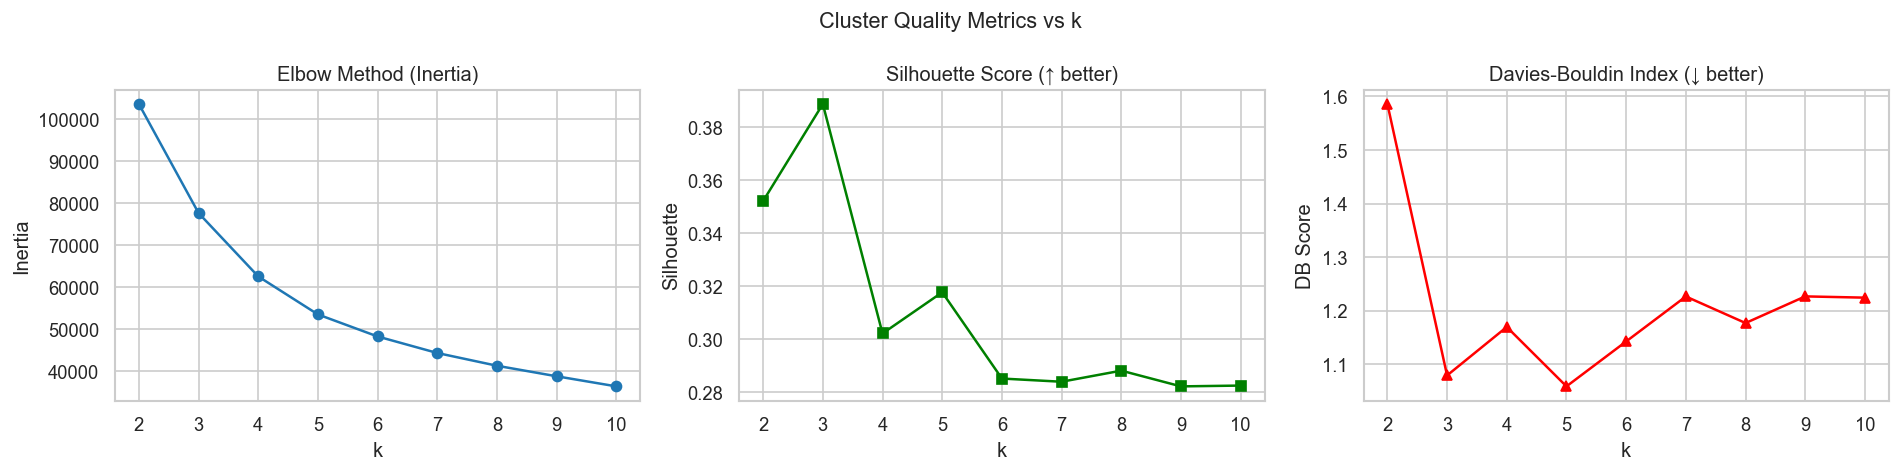 Cluster Quality Metrics vs k
Elbow Method (Inertia)
Inertia
100000
90000
80000
70000
60000
50000
40000
2 3 4 5 6 7 8 9 10
k
Silhouette Score (↑ better)
Silhouette
0.38
0.36
0.34
0.32
0.30
0.28
2 3 4 5 6 7 8 9 10
k
Davies-Bouldin Index (↓ better)
DB Score
1.6
1.5
1.4
1.3
1.2
1.1
2 3 4 5 6 7 8 9 10
k